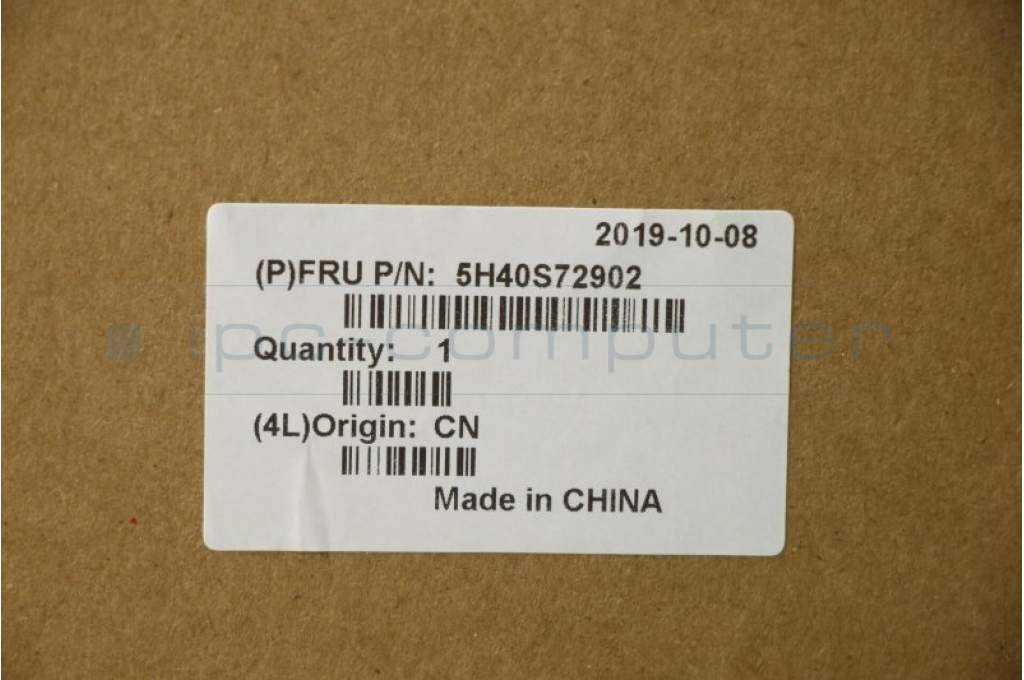 2019-10-08
(P)FRU P/N: 5H40S72902
ipc computer
Quantity: 1
(4L)Origin: CN
Made in CHINA